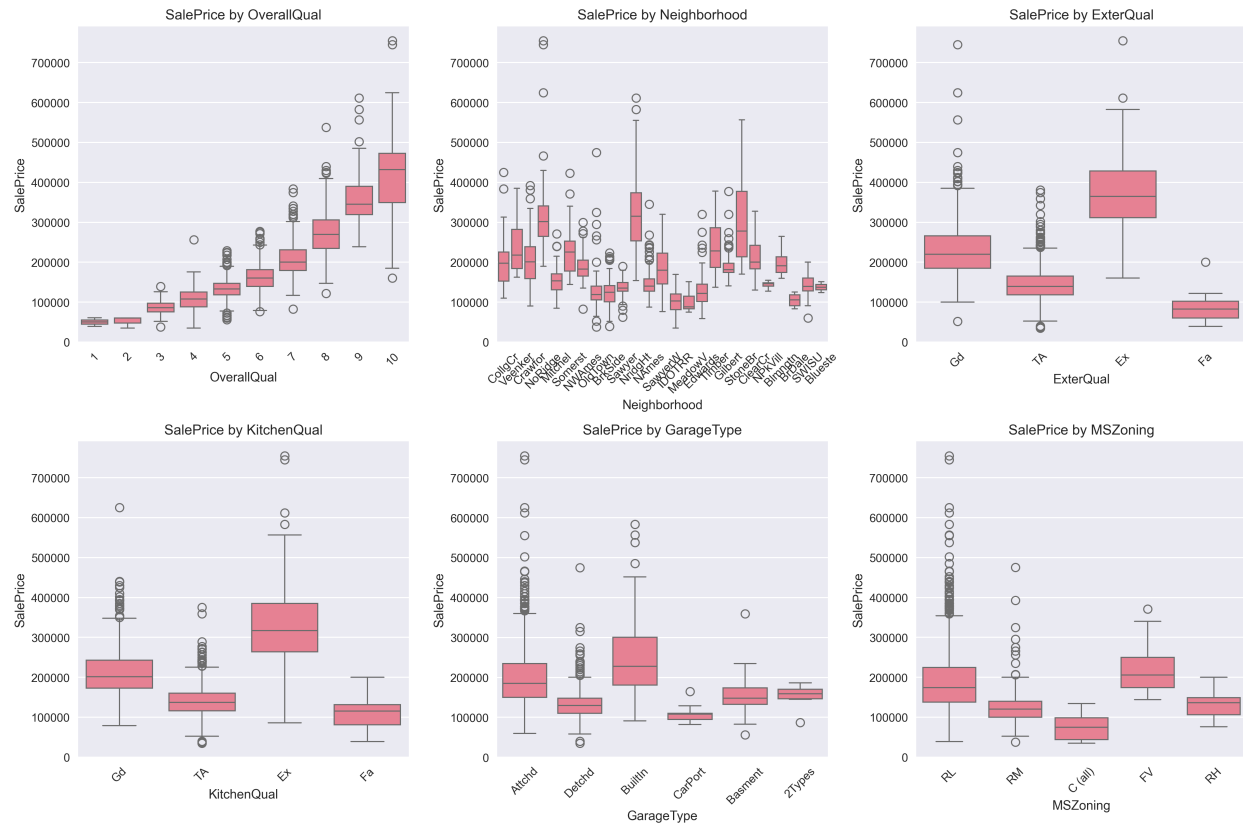 SalePrice by OverallQual
SalePrice
700000
600000
500000
400000
300000
200000
100000
0
1 2 3 4 5 6 7 8 9 10
OverallQual
SalePrice by Neighborhood
SalePrice
700000
600000
500000
400000
300000
200000
100000
0
CollgCr Veenker Crawfor NoRidge Mitchel Somerst NWAmes OldTown BrkSide Sawyer NridgHt NAmes SawyerW IDOTRR MeadowV Edwards Timber Gilbert StoneBr ClearCr NPkVill Blmngtn BrDale SWISU Blueste
Neighborhood
SalePrice by ExterQual
SalePrice
700000
600000
500000
400000
300000
200000
100000
0
Gd TA Ex Fa
ExterQual
SalePrice by KitchenQual
SalePrice
700000
600000
500000
400000
300000
200000
100000
0
Gd TA Ex Fa
KitchenQual
SalePrice by GarageType
SalePrice
700000
600000
500000
400000
300000
200000
100000
0
Attchd Detchd BuiltIn CarPort Basment 2Types
GarageType
SalePrice by MSZoning
SalePrice
700000
600000
500000
400000
300000
200000
100000
0
RL RM C (all) FV RH
MSZoning